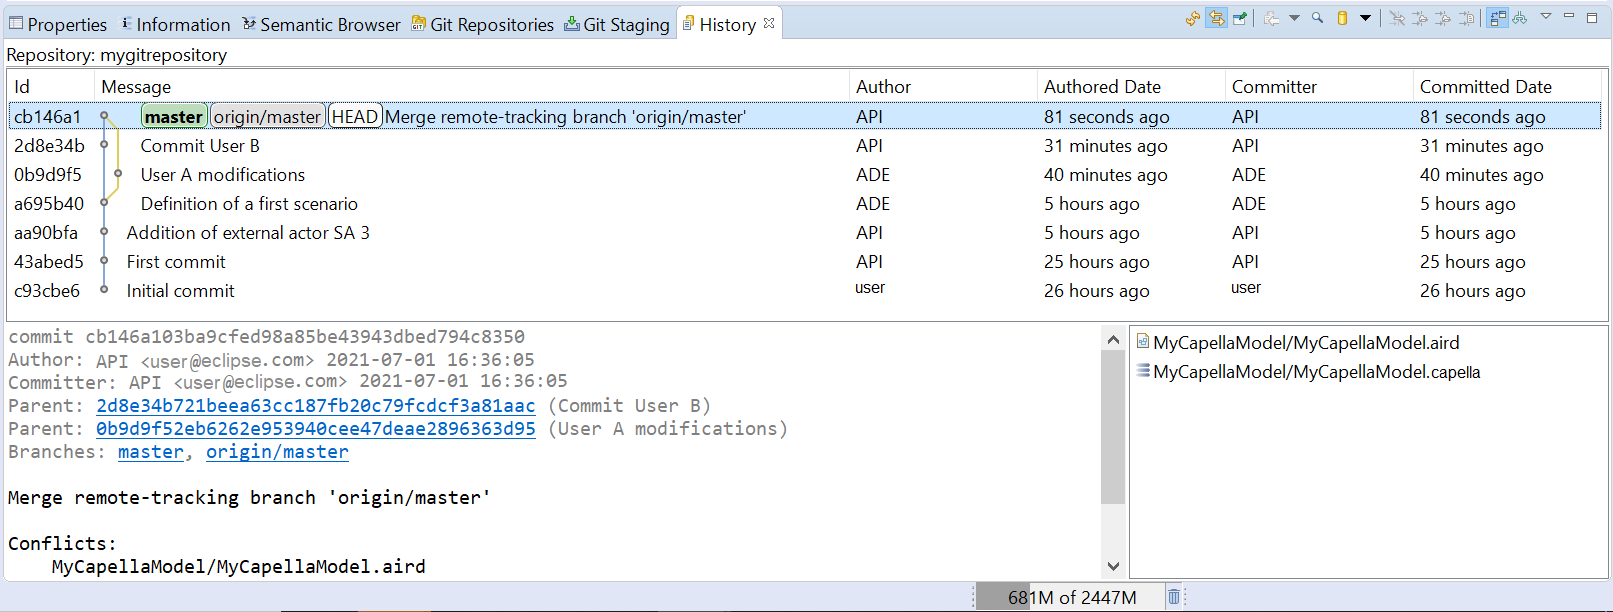 Properties Information Semantic Browser Git Repositories Git Staging History
Repository: mygitrepository
Id Message Author Authored Date Committer Committed Date
cb146a1 master origin/master HEAD Merge remote-tracking branch 'origin/master' API 81 seconds ago API 81 seconds ago
2d8e34b Commit User B API 31 minutes ago API 31 minutes ago
0b9d9f5 User A modifications ADE 40 minutes ago ADE 40 minutes ago
a695b40 Definition of a first scenario ADE 5 hours ago ADE 5 hours ago
aa90bfa Addition of external actor SA 3 API 5 hours ago API 5 hours ago
43abed5 First commit API 25 hours ago API 25 hours ago
c93cbe6 Initial commit user 26 hours ago user 26 hours ago
commit cb146a103ba9cfed98a85be43943dbed794c8350
Author: API <user@eclipse.com> 2021-07-01 16:36:05
Committer: API <user@eclipse.com> 2021-07-01 16:36:05
Parent: 2d8e34b721beea63cc187fb20c79fcdcf3a81aac (Commit User B)
Parent: 0b9d9f52eb6262e953940cee47deae2896363d95 (User A modifications)
Branches: master, origin/master
Merge remote-tracking branch 'origin/master'
Conflicts:
MyCapellaModel/MyCapellaModel.aird
MyCapellaModel/MyCapellaModel.aird
MyCapellaModel/MyCapellaModel.capella
681M of 2447M